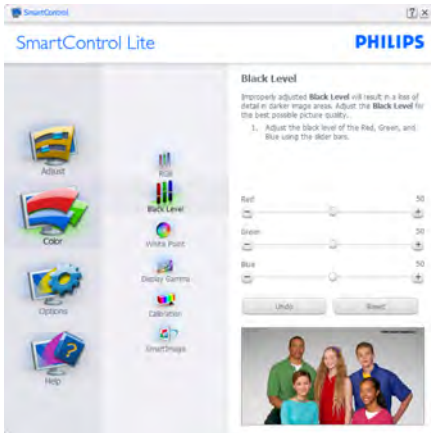 SmartControl
SmartControl Lite
PHILIPS
Black Level
Improperly adjusted Black Level will result in a loss of
detail in darker image areas. Adjust the Black Level for
the best possible picture quality.
1. Adjust the black level of the Red, Green, and
Blue using the slider bars.
Adjust
Color
Options
Help
RGB
Black Level
White Point
Display Gamma
Calibration
SmartImage
Red 50
Green 50
Blue 50
Undo Reset